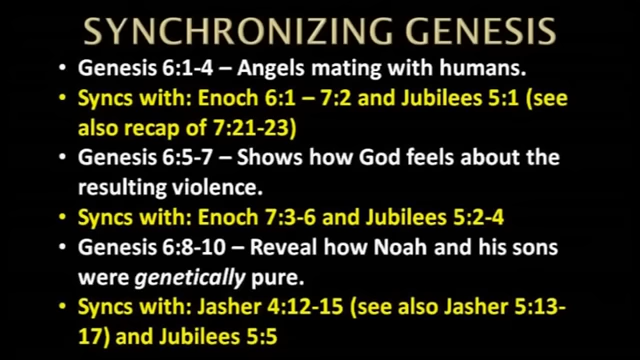 SYNCHRONIZING GENESIS
• Genesis 6:1-4 – Angels mating with humans.
• Syncs with: Enoch 6:1 – 7:2 and Jubilees 5:1 (see
also recap of 7:21-23)
• Genesis 6:5-7 – Shows how God feels about the
resulting violence.
• Syncs with: Enoch 7:3-6 and Jubilees 5:2-4
• Genesis 6:8-10 – Reveal how Noah and his sons
were genetically pure.
• Syncs with: Jasher 4:12-15 (see also Jasher 5:13-
17) and Jubilees 5:5